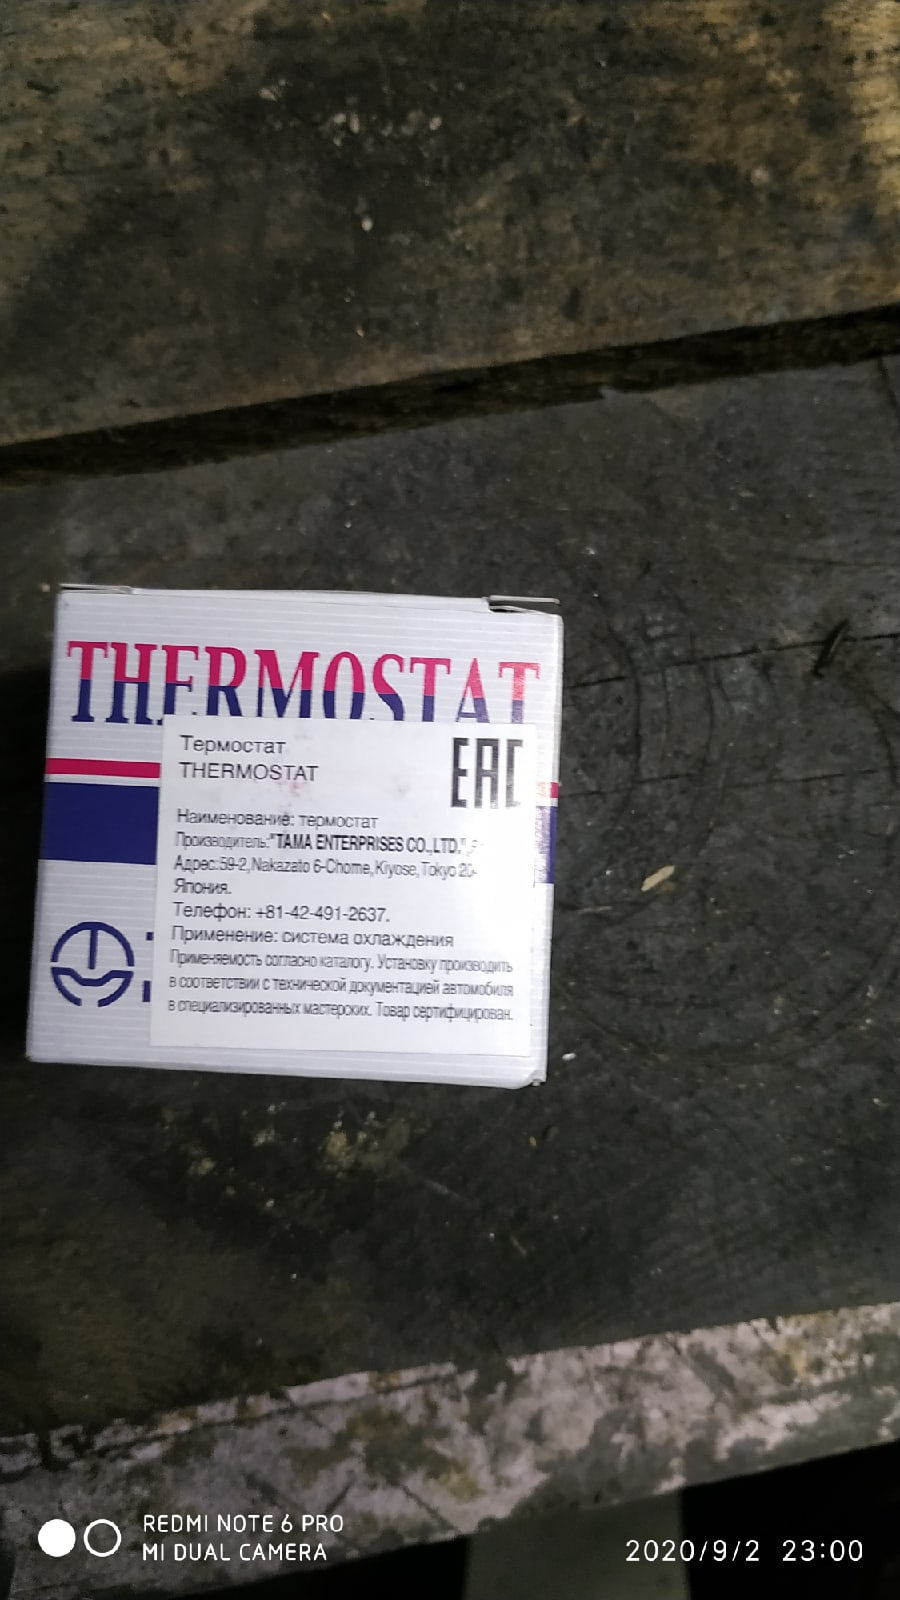 THERMOSTAT
Термостат
THERMOSTAT
EAC
Наименование: термостат
Производитель:"TAMA ENTERPRISES CO.,LTD.",
Адрес:59-2,Nakazato 6-Chome,Kiyose,Tokyo
Япония.
Телефон: +81-42-491-2637.
Применение: система охлаждения
Применяемость согласно каталогу. Установку производить
в соответствии с технической документацией автомобиля
в специализированных мастерских. Товар сертифицирован.
REDMI NOTE 6 PRO
MI DUAL CAMERA
2020/9/2 23:00